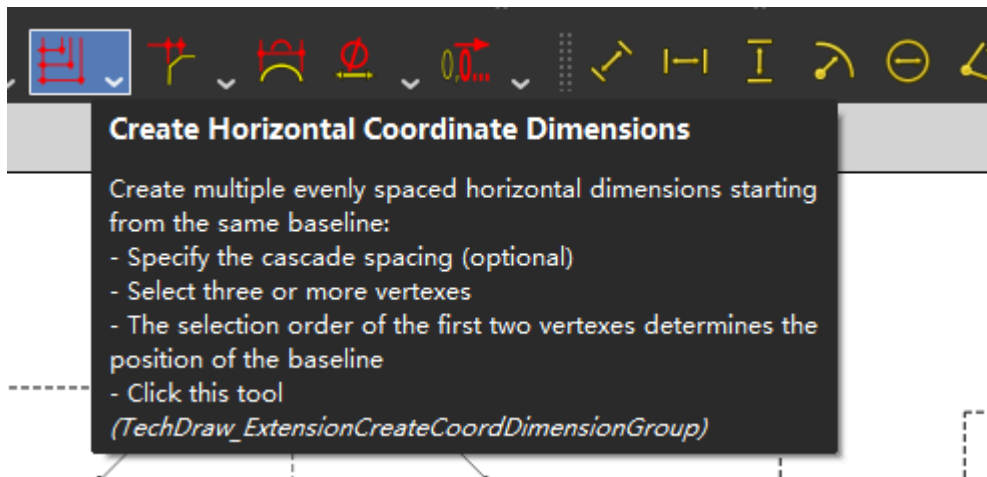 0,0...
Create Horizontal Coordinate Dimensions
Create multiple evenly spaced horizontal dimensions starting
from the same baseline:
- Specify the cascade spacing (optional)
- Select three or more vertexes
- The selection order of the first two vertexes determines the
position of the baseline
- Click this tool
(TechDraw_ExtensionCreateCoordDimensionGroup)